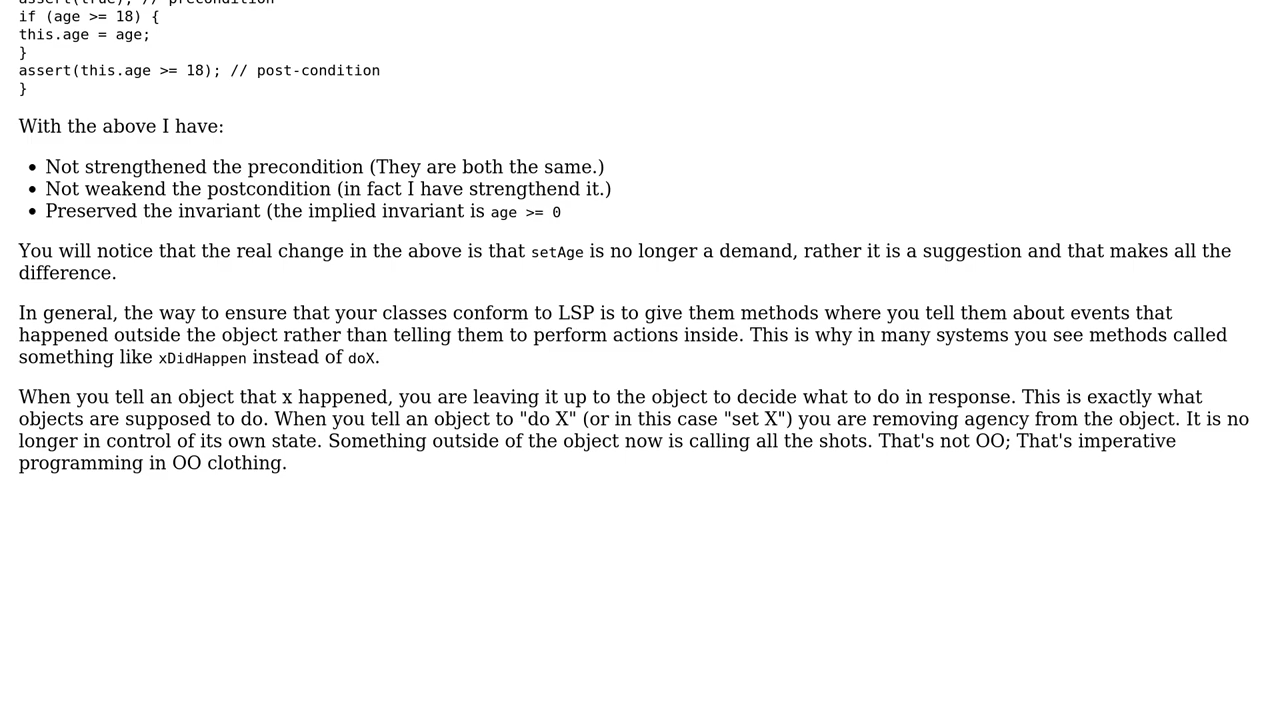 assert(true); // precondition
if (age >= 18) {
this.age = age;
}
assert(this.age >= 18); // post-condition
}
With the above I have:
• Not strengthened the precondition (They are both the same.)
• Not weakend the postcondition (in fact I have strengthend it.)
• Preserved the invariant (the implied invariant is age >= 0
You will notice that the real change in the above is that setAge is no longer a demand, rather it is a suggestion and that makes all the
difference.
In general, the way to ensure that your classes conform to LSP is to give them methods where you tell them about events that
happened outside the object rather than telling them to perform actions inside. This is why in many systems you see methods called
something like xDidHappen instead of doX.
When you tell an object that x happened, you are leaving it up to the object to decide what to do in response. This is exactly what
objects are supposed to do. When you tell an object to "do X" (or in this case "set X") you are removing agency from the object. It is no
longer in control of its own state. Something outside of the object now is calling all the shots. That's not OO; That's imperative
programming in OO clothing.